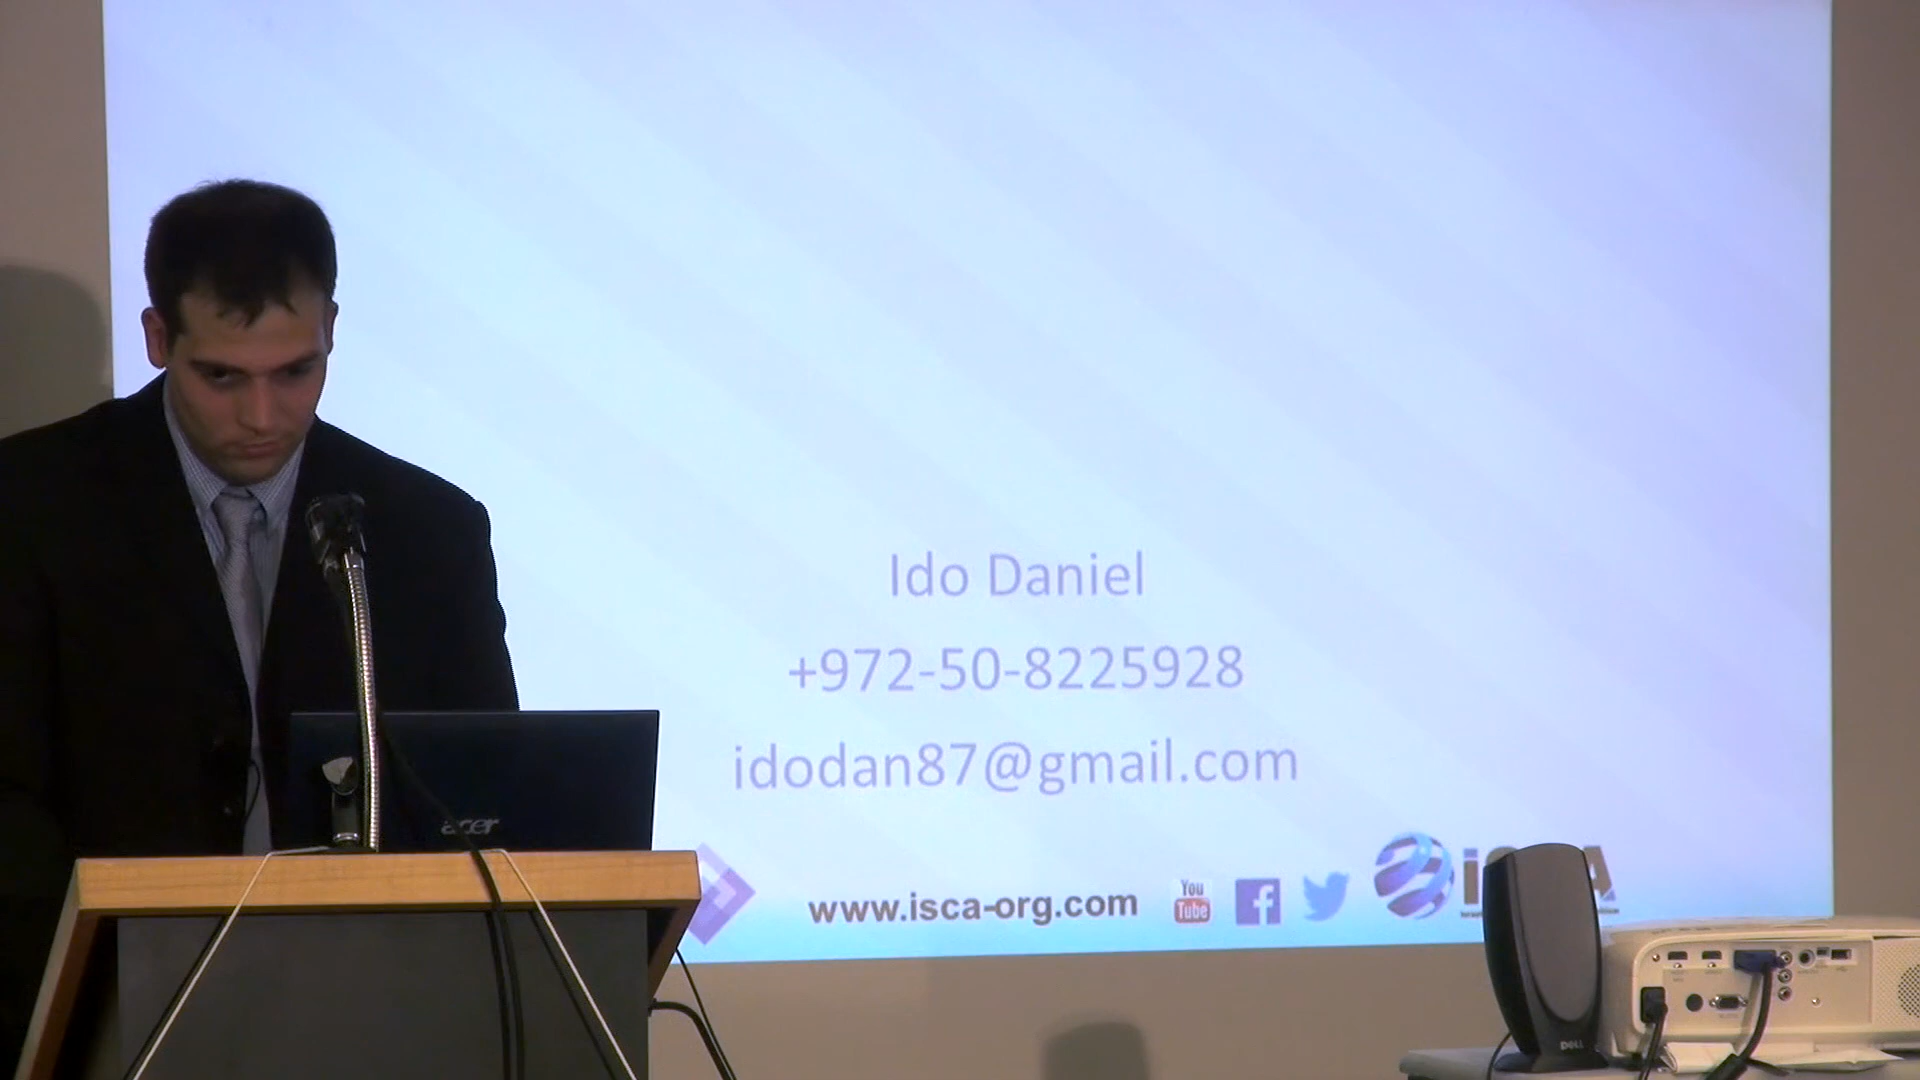 Ido Daniel
+972-50-8225928
idodan87@gmail.com
www.isca-org.com
You
Tube
acer
DELL